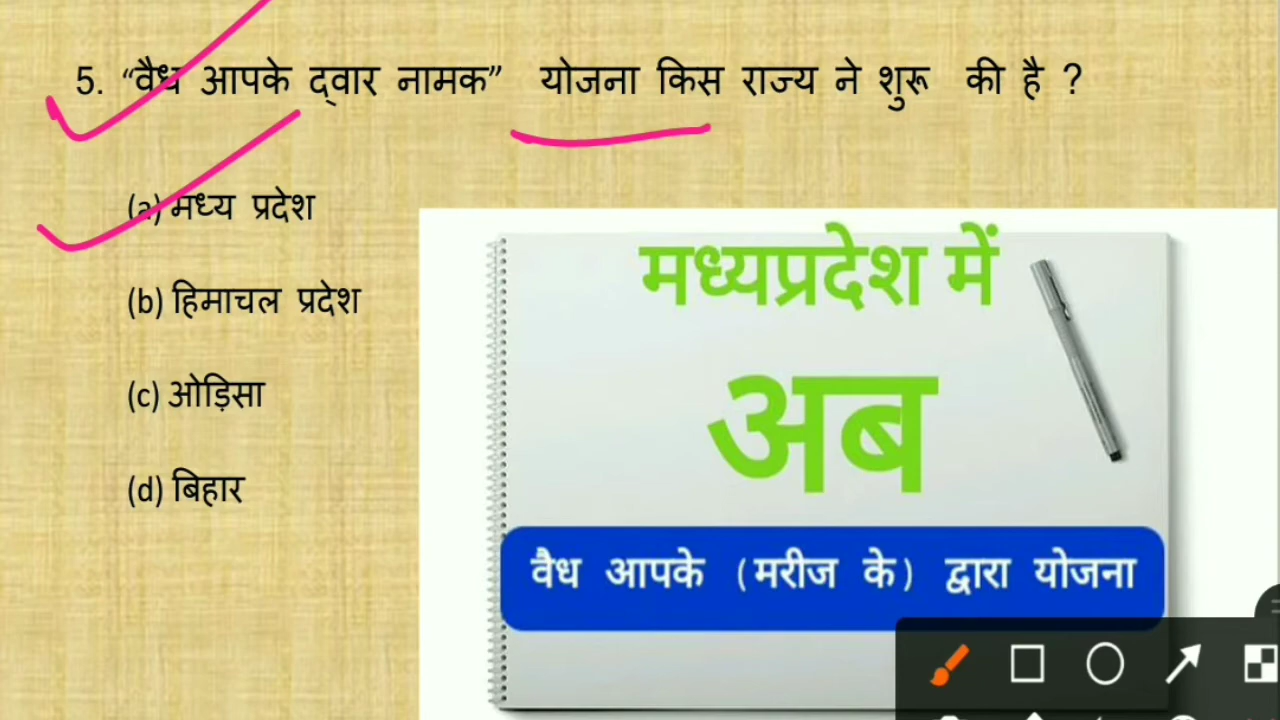 5. “वैध आपके द्वार नामक” योजना किस राज्य ने शुरू की है ?
(a) मध्य प्रदेश
(b) हिमाचल प्रदेश
(c) ओड़िसा
(d) बिहार
मध्यप्रदेश में
अब
वैध आपके (मरीज के) द्वारा योजना